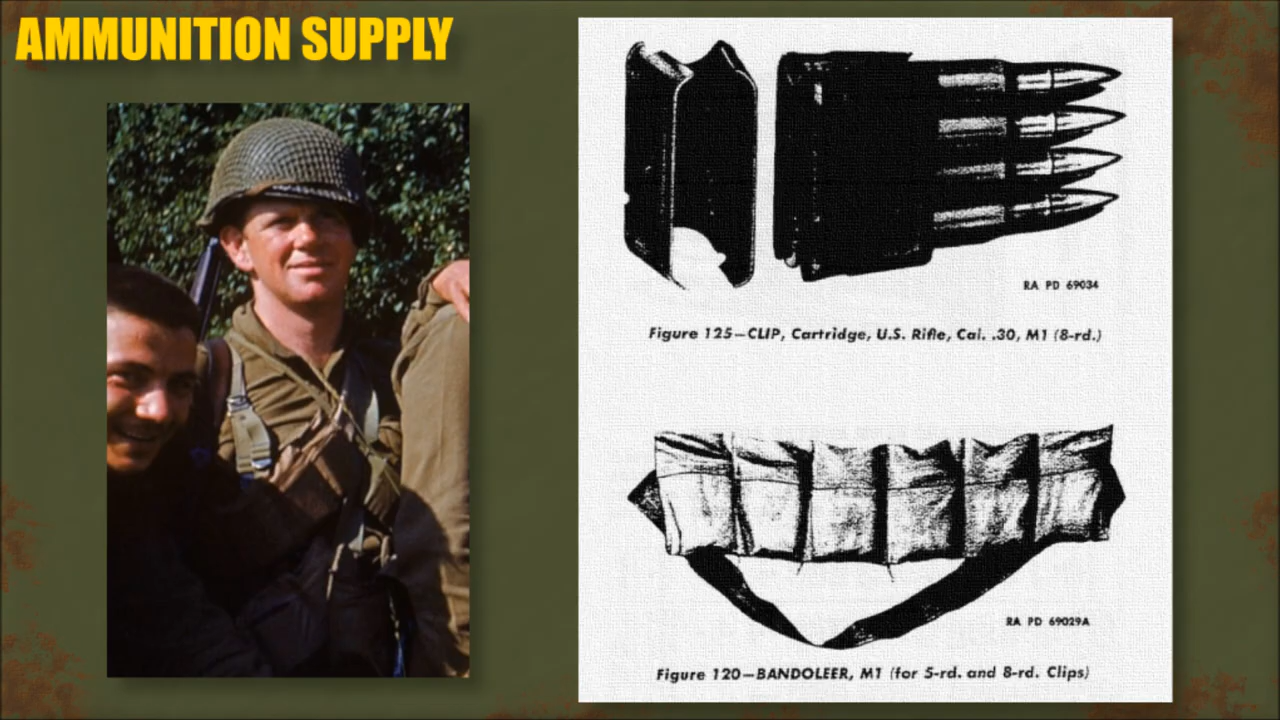 AMMUNITION SUPPLY
RA PD 69034
Figure 125—CLIP, Cartridge, U.S. Rifle, Cal. .30, M1 (8-rd.)
RA PD 69029A
Figure 120—BANDOLEER, M1 (for 5-rd. and 8-rd. Clips)